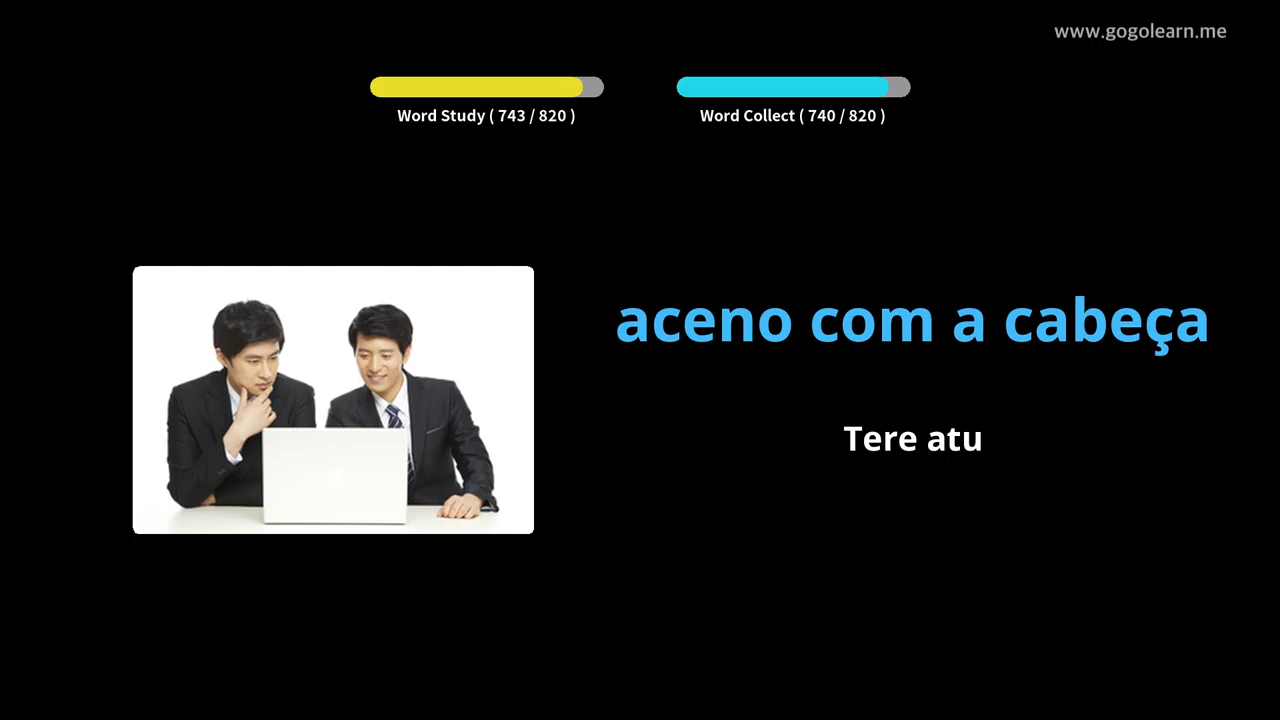 www.gogolearn.me
Word Study ( 743 / 820 )
Word Collect ( 740 / 820 )
aceno com a cabeça
Tere atu